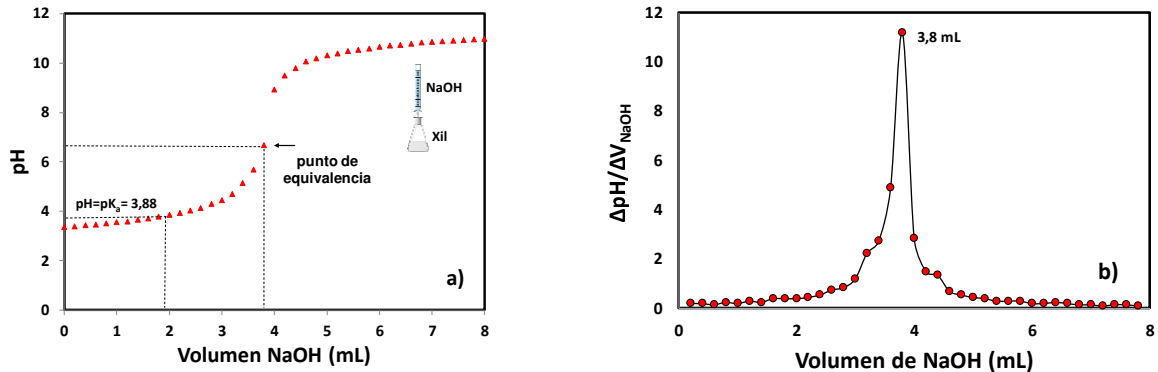 12
10
8
6
4
2
0
0 1 2 3 4 5 6 7 8
pH
Volumen NaOH (mL)
NaOH
Xil
punto de
equivalencia
pH=pKₐ= 3,88
a)
12
10
8
6
4
2
0
0 2 4 6 8
ΔpH/ΔV_NaOH
Volumen de NaOH (mL)
3,8 mL
b)